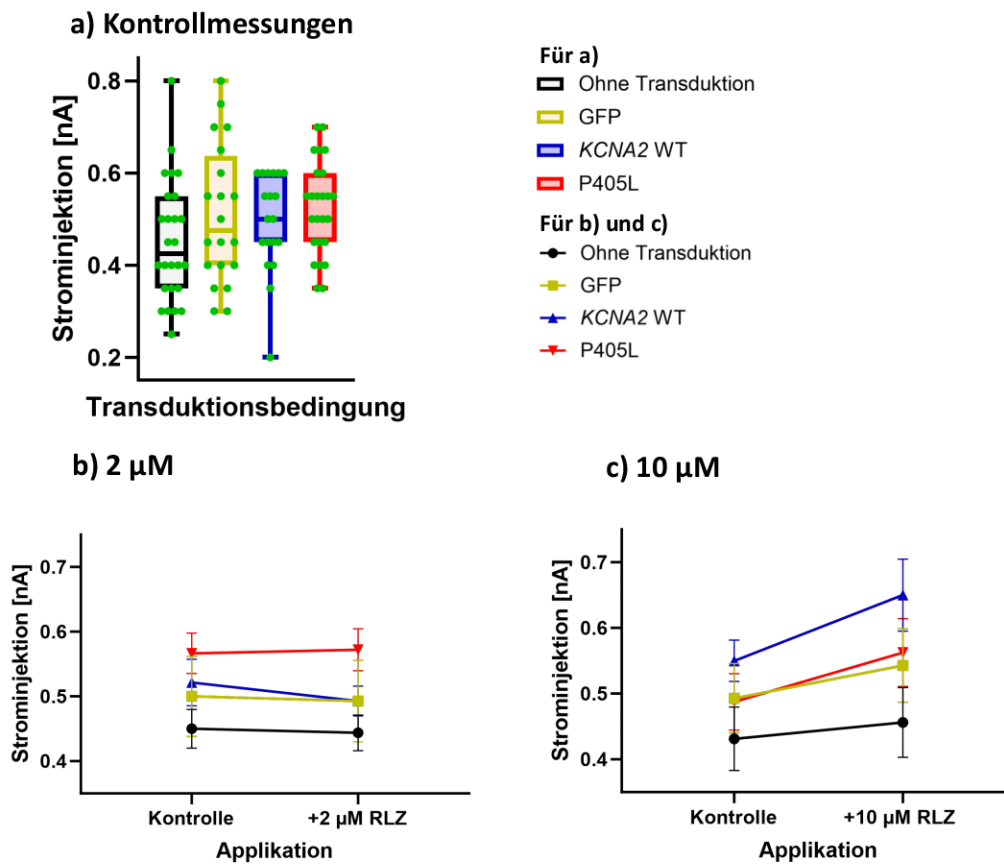 a) Kontrollmessungen
Strominjektion [nA]
0.8
0.6
0.4
0.2
Transduktionsbedingung
Für a)
Ohne Transduktion
GFP
KCNA2 WT
P405L
Für b) und c)
Ohne Transduktion
GFP
KCNA2 WT
P405L
b) 2 µM
Strominjektion [nA]
0.7
0.6
0.5
0.4
Kontrolle
+2 µM RLZ
Applikation
c) 10 µM
Strominjektion [nA]
0.7
0.6
0.5
0.4
Kontrolle
+10 µM RLZ
Applikation